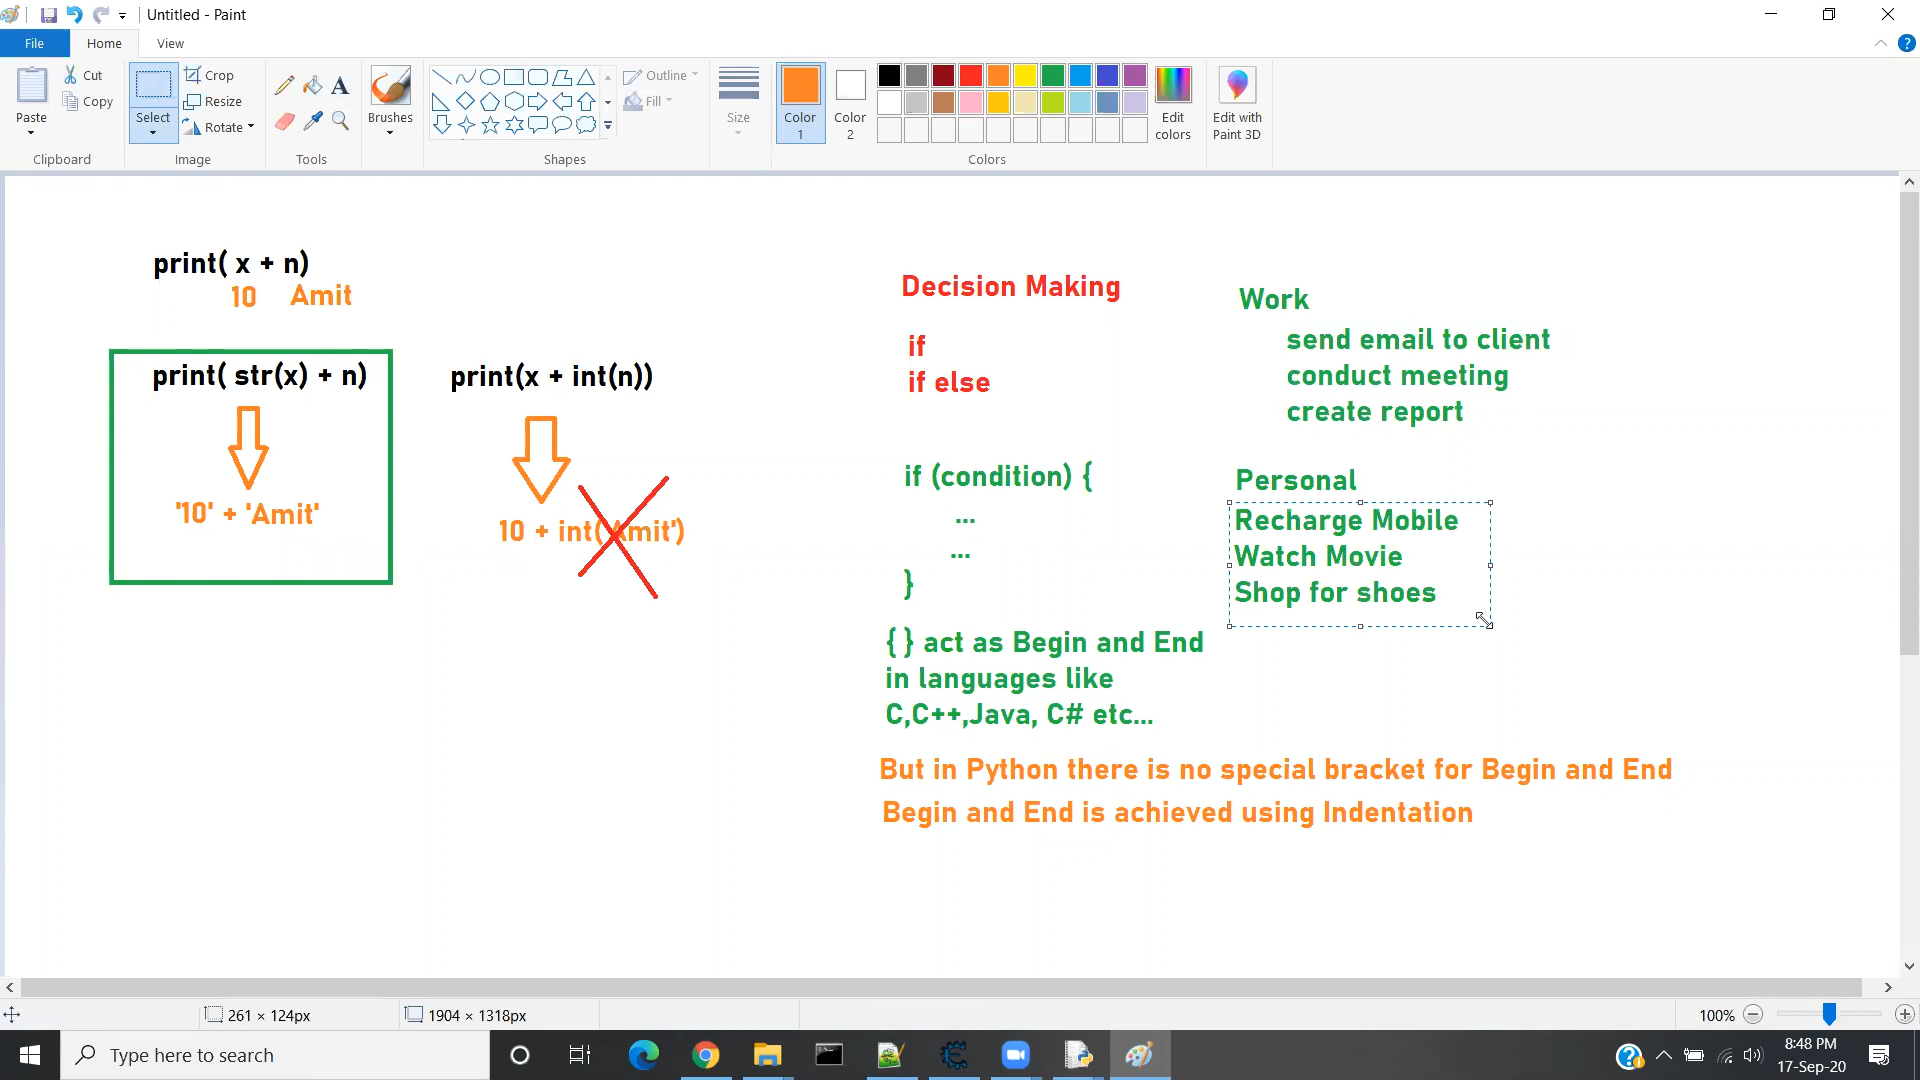 Untitled - Paint
File
Home
View
Paste
Cut
Copy
Clipboard
Select
Crop
Resize
Rotate
Image
Tools
Brushes
Shapes
Outline
Fill
Size
Color 1
Color 2
Colors
Edit colors
Edit with Paint 3D
print( x + n)
10 Amit
print( str(x) + n)
'10' + 'Amit'
print(x + int(n))
10 + int('Amit')
Decision Making
if
if else
if (condition) {
...
...
}
{ } act as Begin and End
in languages like
C,C++,Java, C# etc...
Work
send email to client
conduct meeting
create report
Personal
Recharge Mobile
Watch Movie
Shop for shoes
But in Python there is no special bracket for Begin and End
Begin and End is achieved using Indentation
261 × 124px
1904 × 1318px
100%
Type here to search
8:48 PM
17-Sep-20